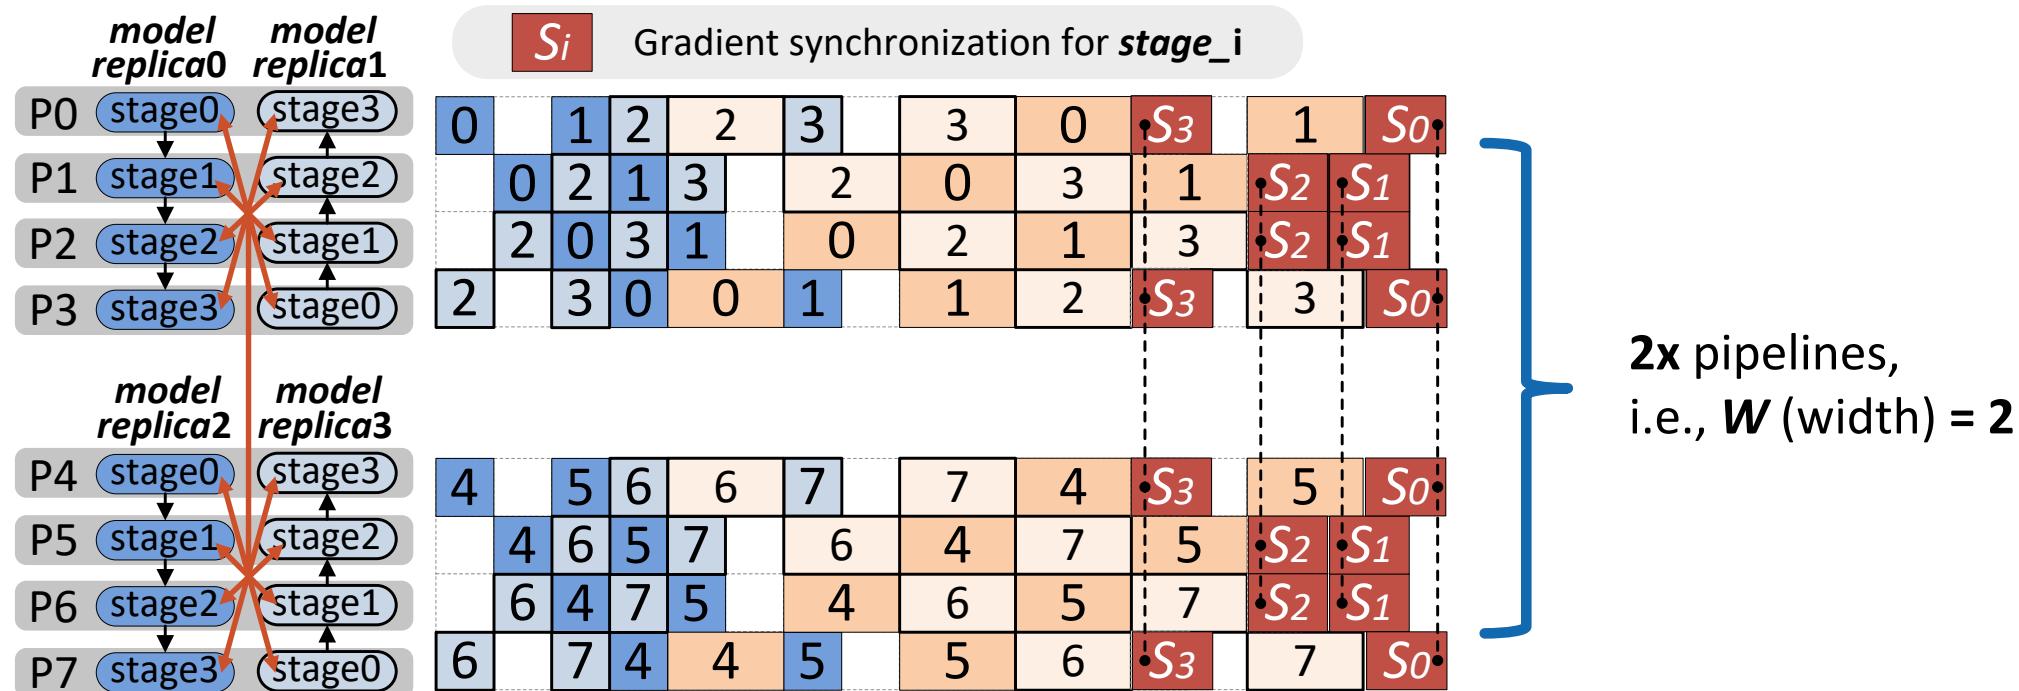 model model
replica0 replica1
Si Gradient synchronization for stage_i
P0 stage0 stage3 0 1 2 2 3 3 0 S3 1 S0
P1 stage1 stage2 0 2 1 3 2 0 3 1 S2 S1
P2 stage2 stage1 2 0 3 1 0 2 1 3 S2 S1
P3 stage3 stage0 2 3 0 0 1 1 2 S3 3 S0
2x pipelines,
i.e., W (width) = 2
model model
replica2 replica3
P4 stage0 stage3 4 5 6 6 7 7 4 S3 5 S0
P5 stage1 stage2 4 6 5 7 6 4 7 5 S2 S1
P6 stage2 stage1 6 4 7 5 4 6 5 7 S2 S1
P7 stage3 stage0 6 7 4 4 5 5 6 S3 7 S0